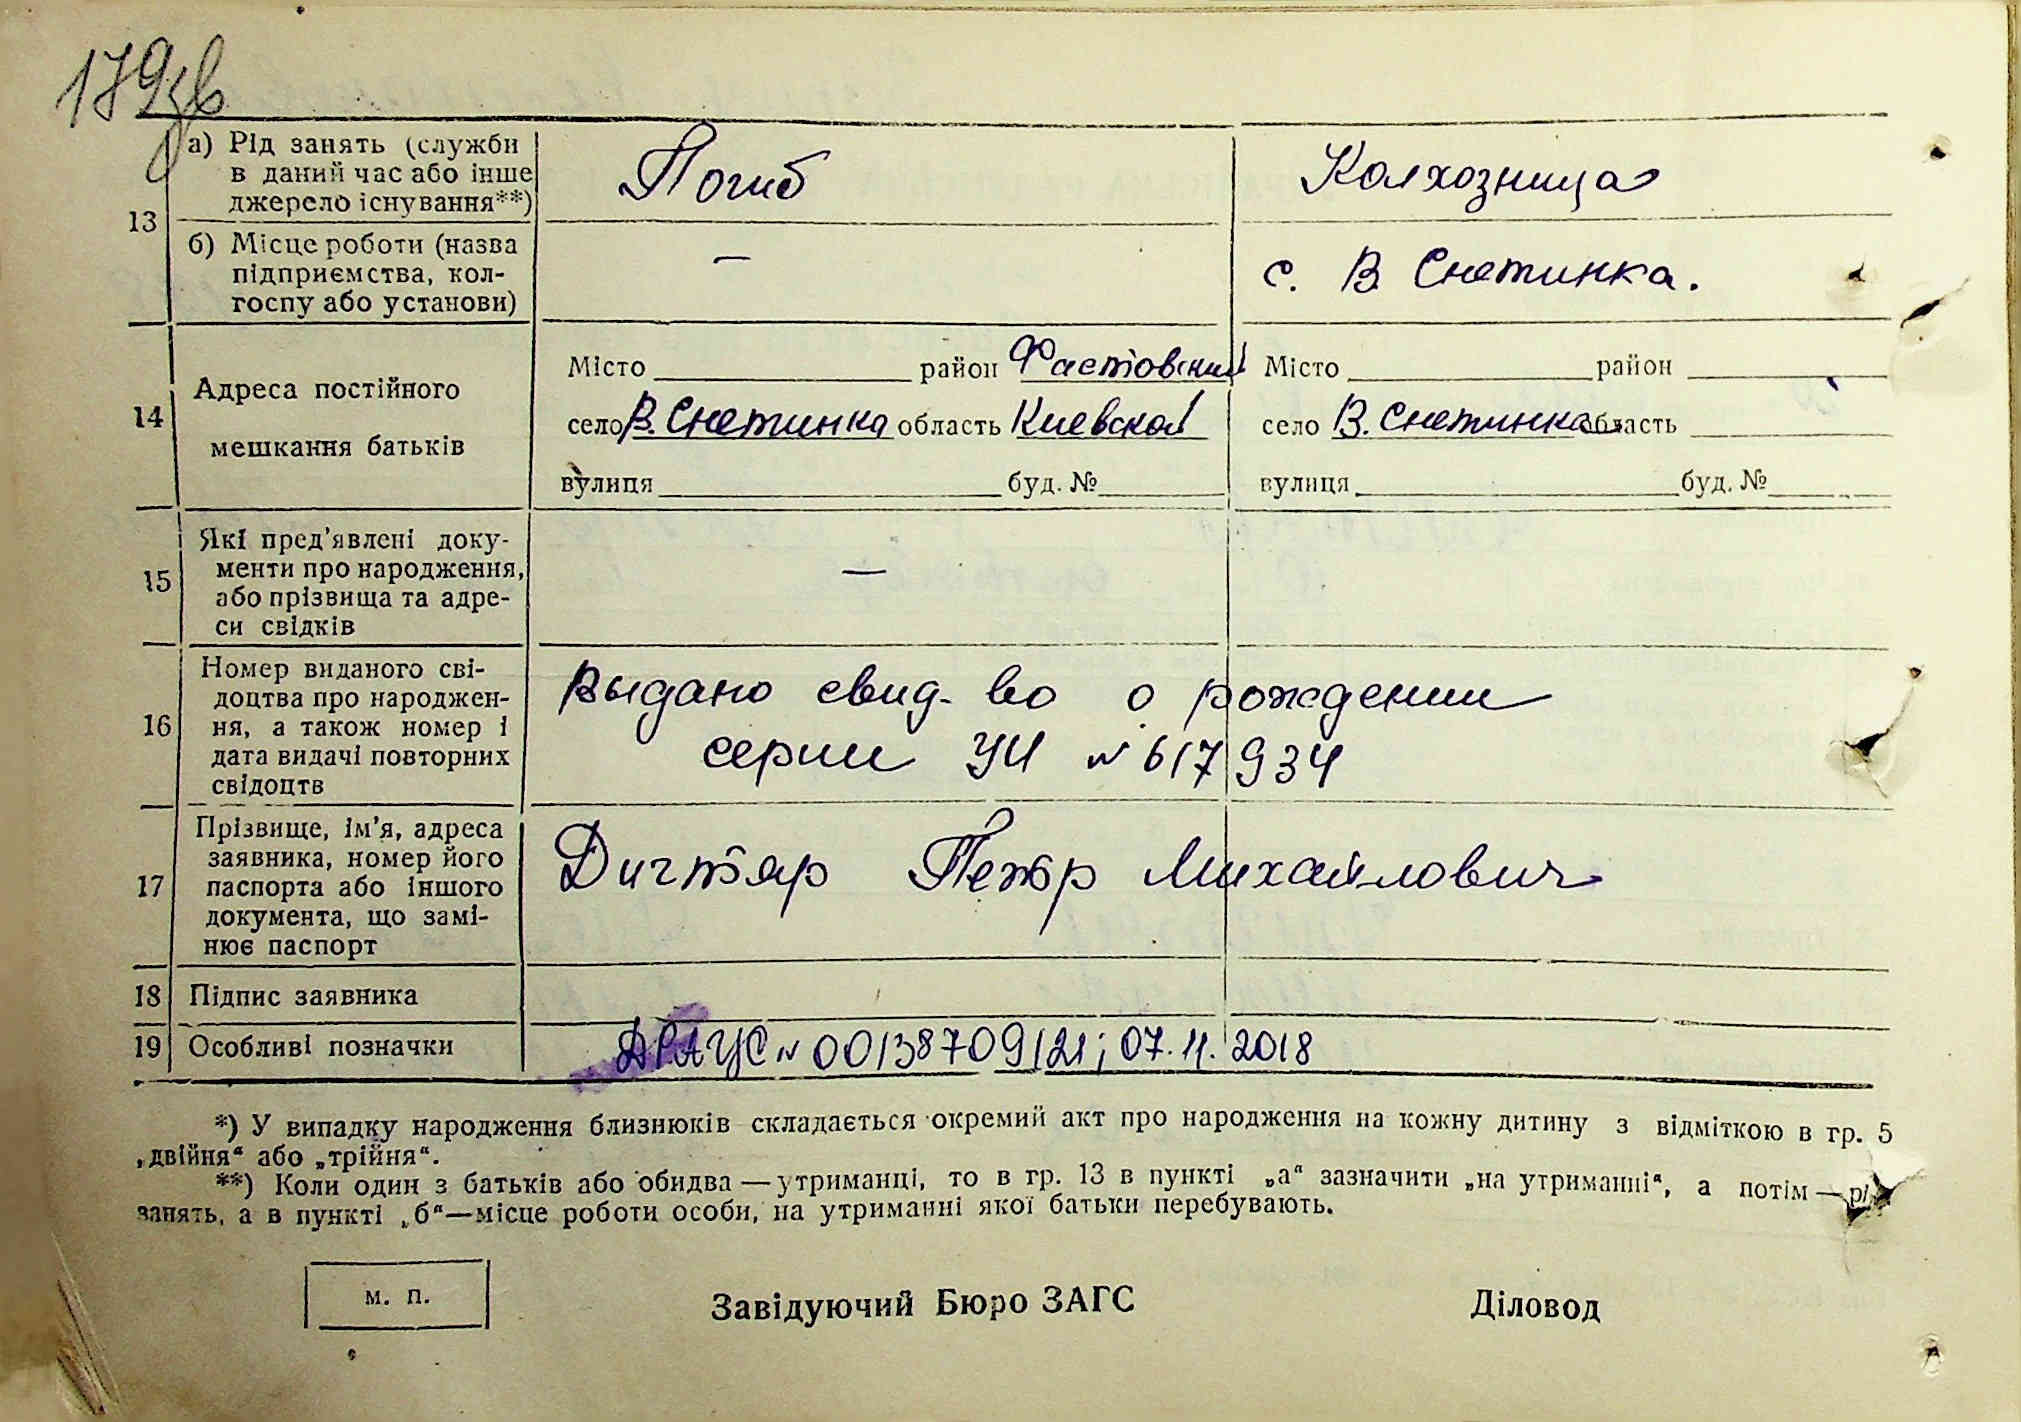 179зв
13
а) Рід занять (служби
в даний час або інше
джерело існування**)
Погиб
Колхозница
б) Місце роботи (назва
підприємства, кол-
госпу або установи)
—
с. В Снетинка.
14
Адреса постійного
мешкання батьків
Місто район Фастовский
село В. Снетинка область Киевской
вулиця буд. №
Місто район
село В. Снетинка область
вулиця буд. №
15
Які пред’явлені доку-
менти про народження,
або прізвища та адре-
си свідків
—
16
Номер виданого сві-
доцтва про народжен-
ня, а також номер і
дата видачі повторних
свідоцтв
Выдано свид-во о рождении
серии УЧ № 617934
17
Прізвище, ім’я, адреса
заявника, номер його
паспорта або іншого
документа, що замі-
нює паспорт
Дигтяр Петр Михайлович
18 Підпис заявника
19 Особливі позначки
ДРАЦС № 00138709121; 07.11.2018
*) У випадку народження близнюків складається окремий акт про народження на кожну дитину з відміткою в гр. 5
„двійня“ або „трійня“.
**) Коли один з батьків або обидва — утриманці, то в гр. 13 в пункті „а“ зазначити „на утриманні“, а потім — рі
занять, а в пункті „б“—місце роботи особи, на утриманні якої батьки перебувають.
м. п.
Завідуючий Бюро ЗАГС
Діловод